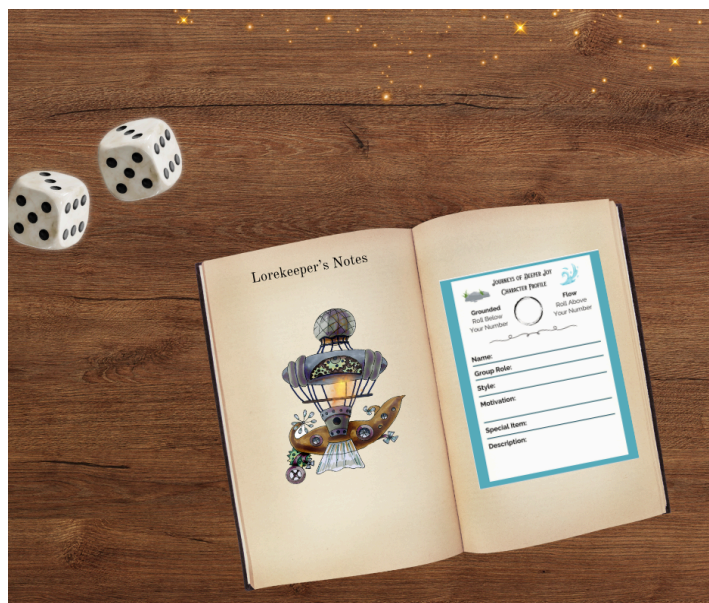 Lorekeeper's Notes
Journeys of Deeper Joy
Character Profile
Grounded
Roll Below
Your Number
Flow
Roll Above
Your Number
Name:
Group Role:
Style:
Motivation:
Special Item:
Description: